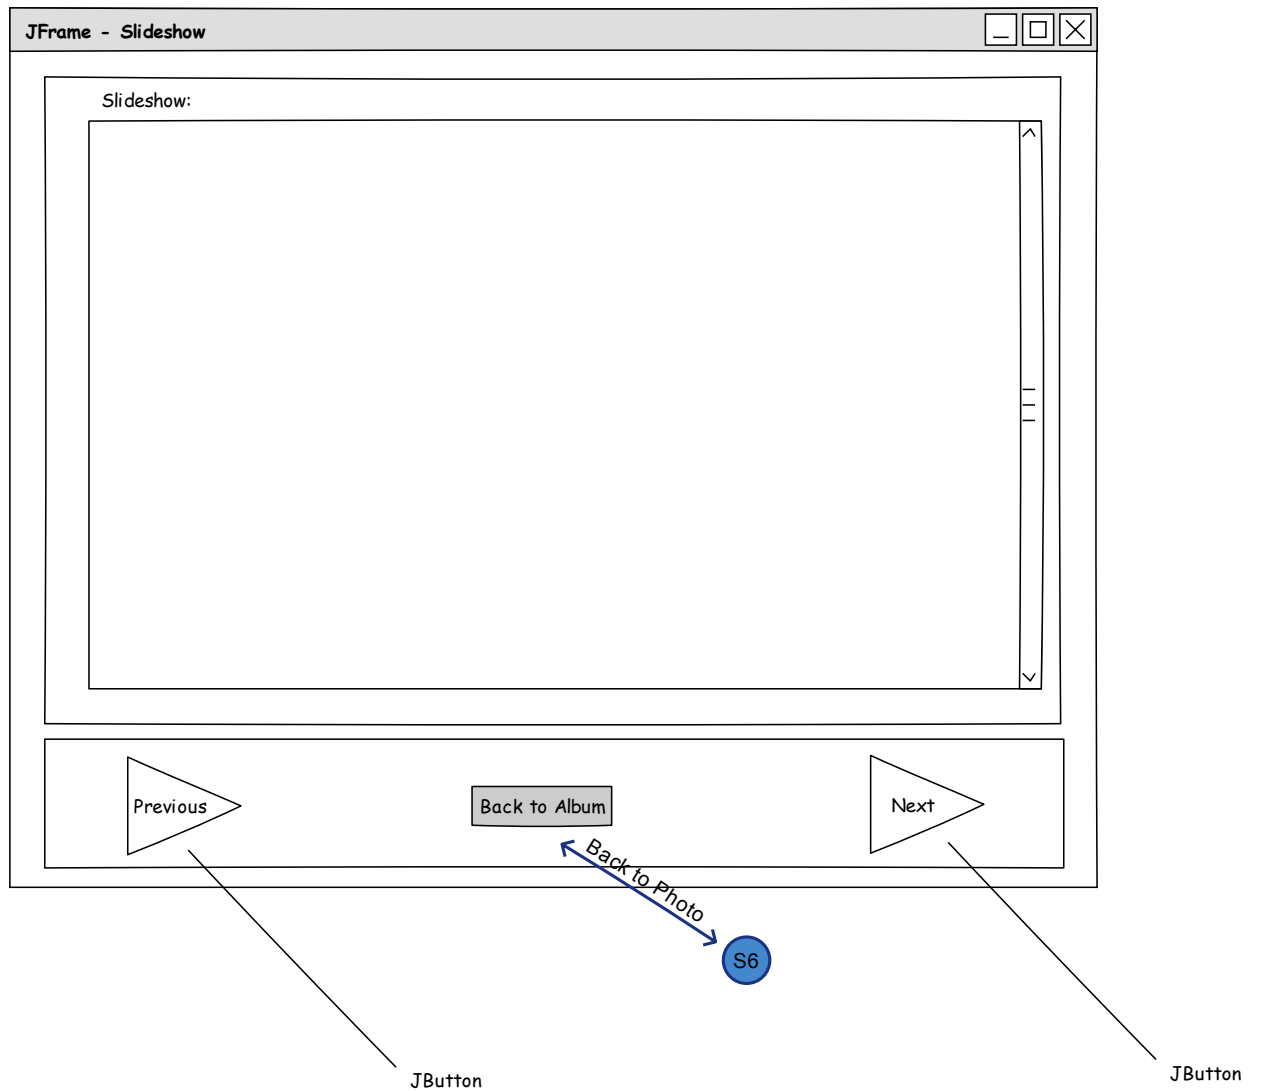 JFrame - Slideshow
Slideshow:
Previous
Back to Album
Next
Back to Photo
S6
JButton
JButton